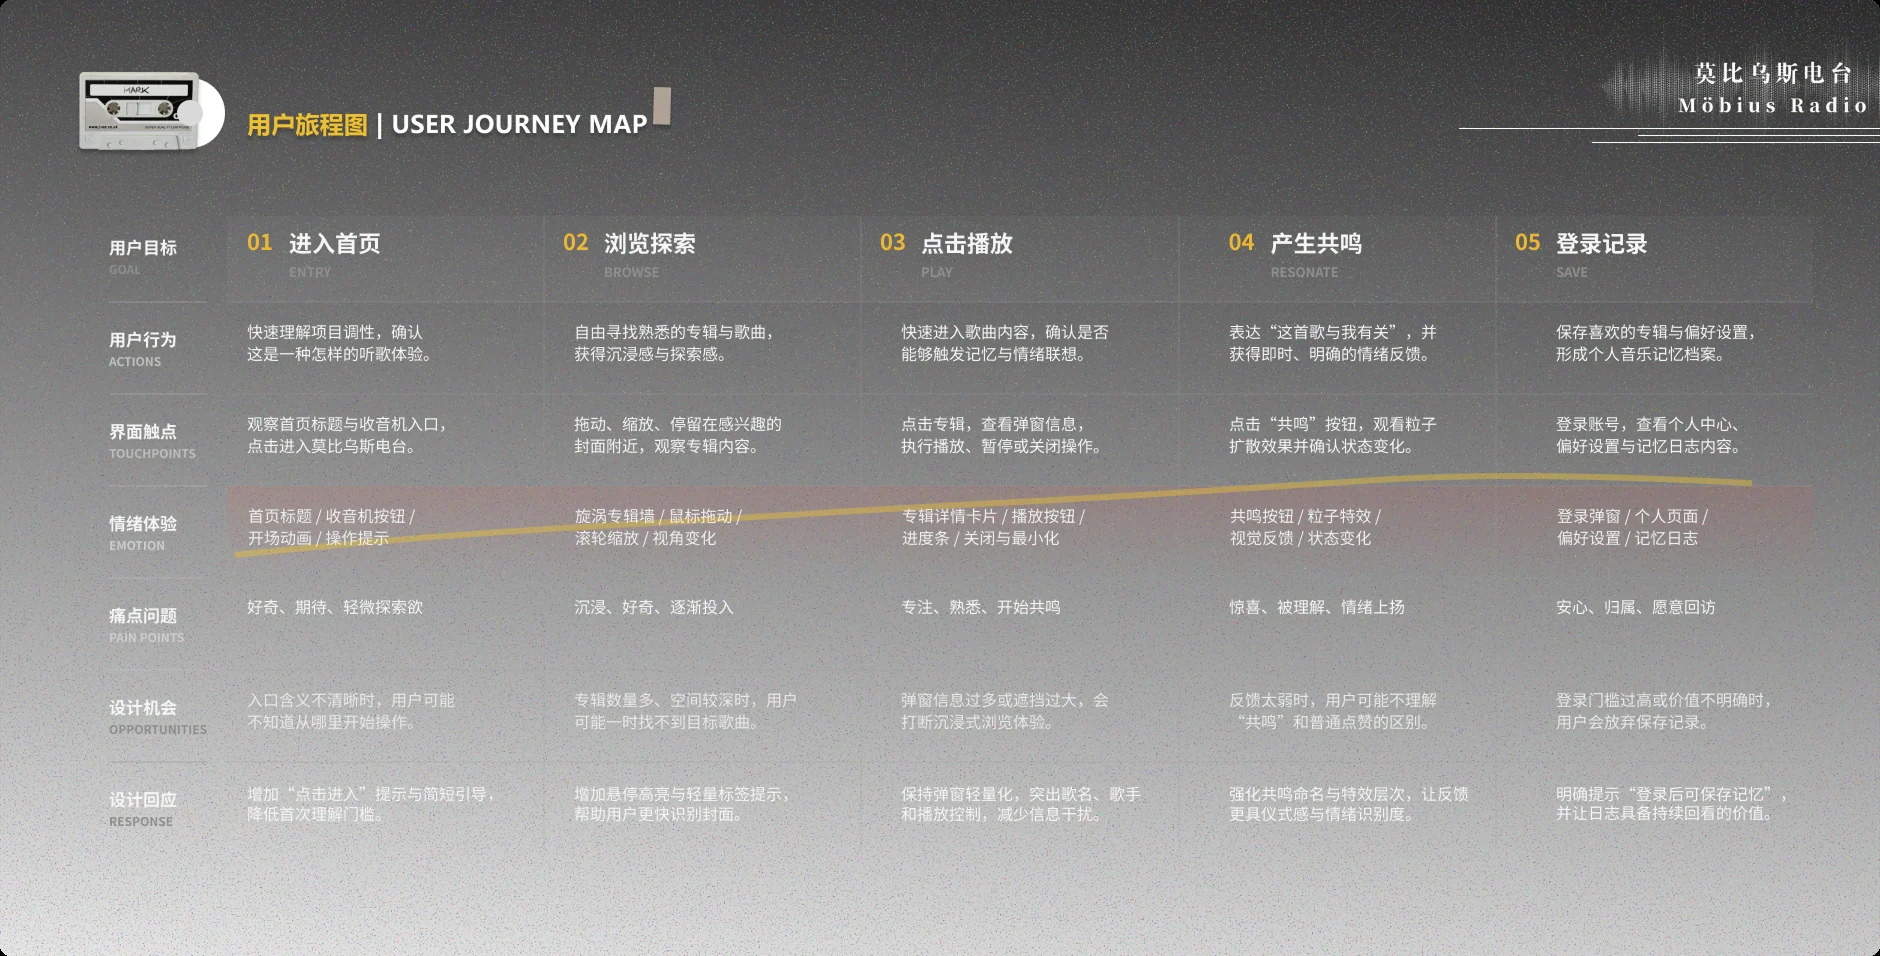 莫比乌斯电台
Möbius Radio
MARK
用户旅程图 | USER JOURNEY MAP
用户目标
GOAL
01 进入首页
ENTRY
02 浏览探索
BROWSE
03 点击播放
PLAY
04 产生共鸣
RESONATE
05 登录记录
SAVE
用户行为
ACTIONS
快速理解项目调性，确认
这是一种怎样的听歌体验。
自由寻找熟悉的专辑与歌曲，
获得沉浸感与探索感。
快速进入歌曲内容，确认是否
能够触发记忆与情绪联想。
表达“这首歌与我有关”，并
获得即时、明确的情绪反馈。
保存喜欢的专辑与偏好设置，
形成个人音乐记忆档案。
界面触点
TOUCHPOINTS
观察首页标题与收音机入口，
点击进入莫比乌斯电台。
拖动、缩放、停留在感兴趣的
封面附近，观察专辑内容。
点击专辑，查看弹窗信息，
执行播放、暂停或关闭操作。
点击“共鸣”按钮，观看粒子
扩散效果并确认状态变化。
登录账号，查看个人中心、
偏好设置与记忆日志内容。
情绪体验
EMOTION
首页标题 / 收音机按钮 /
开场动画 / 操作提示
旋涡专辑墙 / 鼠标拖动 /
滚轮缩放 / 视角变化
专辑详情卡片 / 播放按钮 /
进度条 / 关闭与最小化
共鸣按钮 / 粒子特效 /
视觉反馈 / 状态变化
登录弹窗 / 个人页面 /
偏好设置 / 记忆日志
痛点问题
PAIN POINTS
好奇、期待、轻微探索欲
沉浸、好奇、逐渐投入
专注、熟悉、开始共鸣
惊喜、被理解、情绪上扬
安心、归属、愿意回访
设计机会
OPPORTUNITIES
入口含义不清晰时，用户可能
不知道从哪里开始操作。
专辑数量多、空间较深时，用户
可能一时找不到目标歌曲。
弹窗信息过多或遮挡过大，会
打断沉浸式浏览体验。
反馈太弱时，用户可能不理解
“共鸣”和普通点赞的区别。
登录门槛过高或价值不明确时，
用户会放弃保存记录。
设计回应
RESPONSE
增加“点击进入”提示与简短引导，
降低首次理解门槛。
增加悬停高亮与轻量标签提示，
帮助用户更快识别封面。
保持弹窗轻量化，突出歌名、歌手
和播放控制，减少信息干扰。
强化共鸣命名与特效层次，让反馈
更具仪式感与情绪识别度。
明确提示“登录后可保存记忆”，
并让日志具备持续回看的价值。